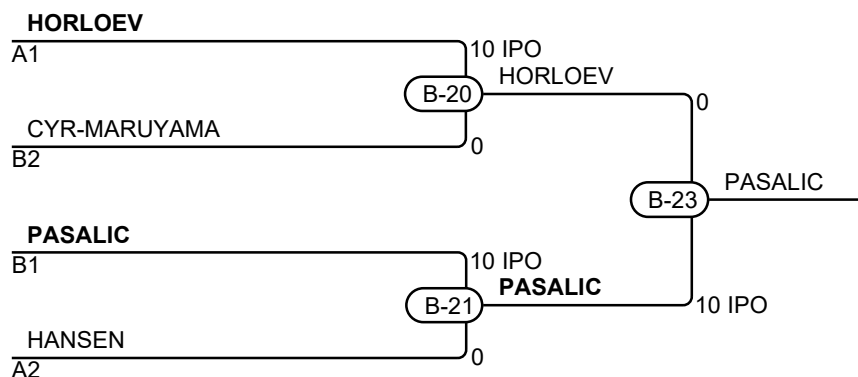 HORLOEV
A1
10 IPO
HORLOEV
B-20
0
CYR-MARUYAMA
0
B2
B-23
PASALIC
PASALIC
B1
10 IPO
PASALIC
B-21
10 IPO
HANSEN
0
A2